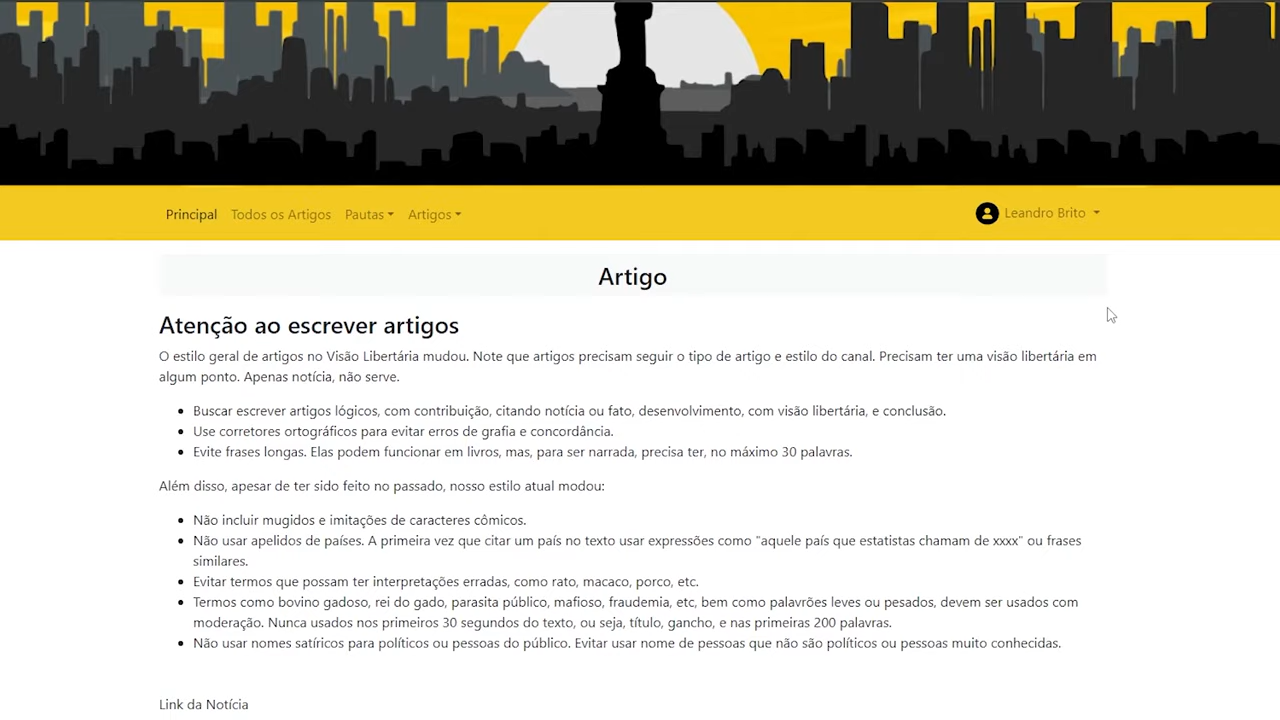 Principal Todos os Artigos Pautas Artigos Leandro Brito
Artigo
Atenção ao escrever artigos
O estilo geral de artigos no Visão Libertária mudou. Note que artigos precisam seguir o tipo de artigo e estilo do canal. Precisam ter uma visão libertária em
algum ponto. Apenas notícia, não serve.
Buscar escrever artigos lógicos, com contribuição, citando notícia ou fato, desenvolvimento, com visão libertária, e conclusão.
Use corretores ortográficos para evitar erros de grafia e concordância.
Evite frases longas. Elas podem funcionar em livros, mas, para ser narrada, precisa ter, no máximo 30 palavras.
Além disso, apesar de ter sido feito no passado, nosso estilo atual modou:
Não incluir mugidos e imitações de caracteres cômicos.
Não usar apelidos de países. A primeira vez que citar um país no texto usar expressões como "aquele país que estatistas chamam de xxxx" ou frases
similares.
Evitar termos que possam ter interpretações erradas, como rato, macaco, porco, etc.
Termos como bovino gadoso, rei do gado, parasita público, mafioso, fraudemia, etc, bem como palavrões leves ou pesados, devem ser usados com
moderação. Nunca usados nos primeiros 30 segundos do texto, ou seja, título, gancho, e nas primeiras 200 palavras.
Não usar nomes satíricos para políticos ou pessoas do público. Evitar usar nome de pessoas que não são políticos ou pessoas muito conhecidas.
Link da Notícia